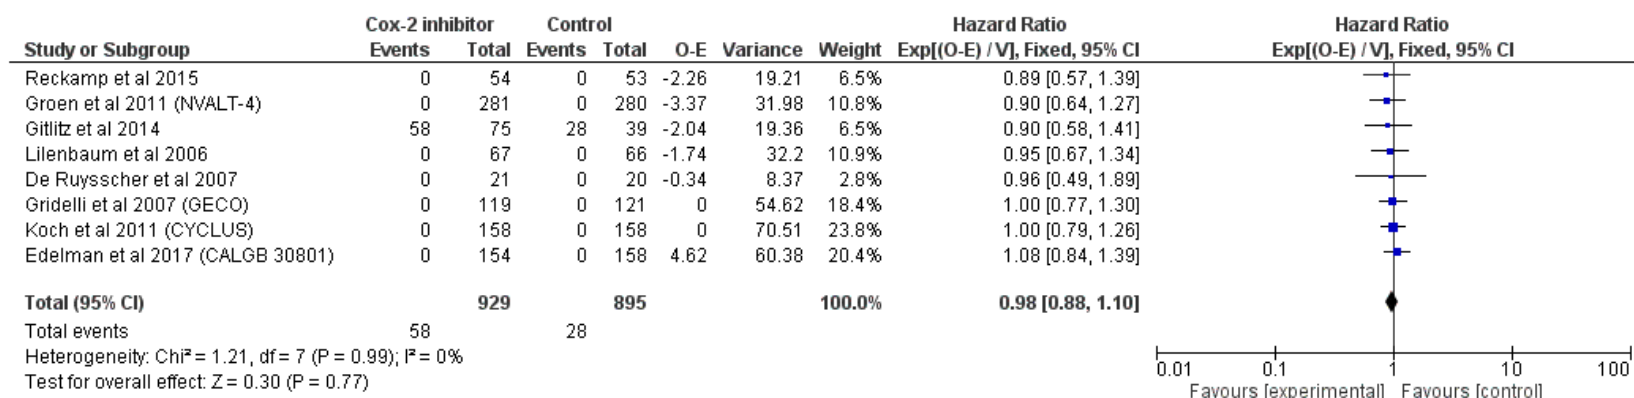 Cox-2 inhibitor Control Hazard Ratio Hazard Ratio
Study or Subgroup Events Total Events Total O-E Variance Weight Exp[(O-E) / V], Fixed, 95% CI Exp[(O-E) / V], Fixed, 95% CI
Reckamp et al 2015 0 54 0 53 -2.26 19.21 6.5% 0.89 [0.57, 1.39]
Groen et al 2011 (NVALT-4) 0 281 0 280 -3.37 31.98 10.8% 0.90 [0.64, 1.27]
Gitlitz et al 2014 58 75 28 39 -2.04 19.36 6.5% 0.90 [0.58, 1.41]
Lilenbaum et al 2006 0 67 0 66 -1.74 32.2 10.9% 0.95 [0.67, 1.34]
De Ruysscher et al 2007 0 21 0 20 -0.34 8.37 2.8% 0.96 [0.49, 1.89]
Gridelli et al 2007 (GECO) 0 119 0 121 0 54.62 18.4% 1.00 [0.77, 1.30]
Koch et al 2011 (CYCLUS) 0 158 0 158 0 70.51 23.8% 1.00 [0.79, 1.26]
Edelman et al 2017 (CALGB 30801) 0 154 0 158 4.62 60.38 20.4% 1.08 [0.84, 1.39]
Total (95% CI) 929 895 100.0% 0.98 [0.88, 1.10]
Total events 58 28
Heterogeneity: Chi² = 1.21, df = 7 (P = 0.99); I² = 0%
Test for overall effect: Z = 0.30 (P = 0.77)
0.01 0.1 1 10 100
Favours [experimental] Favours [control]